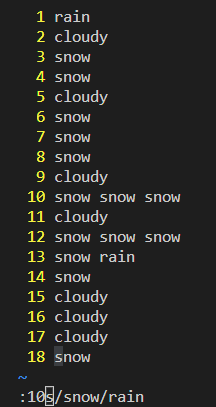 1 rain
2 cloudy
3 snow
4 snow
5 cloudy
6 snow
7 snow
8 snow
9 cloudy
10 snow snow snow
11 cloudy
12 snow snow snow
13 snow rain
14 snow
15 cloudy
16 cloudy
17 cloudy
18 snow
~
:10s/snow/rain